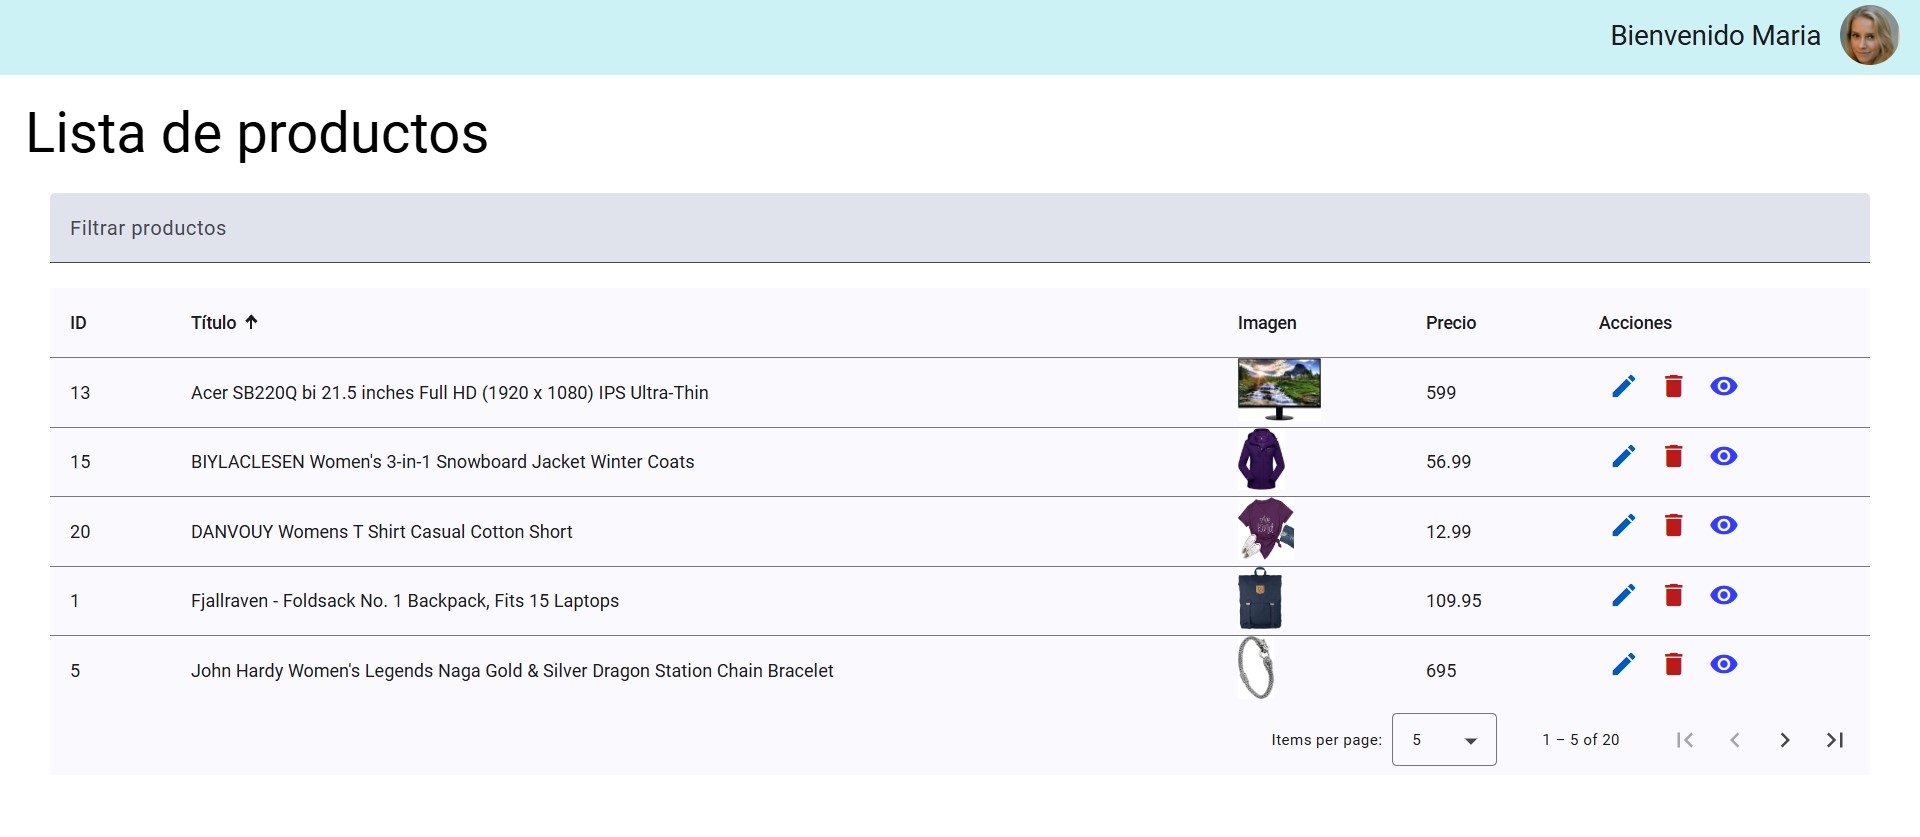 Bienvenido Maria
Lista de productos
Filtrar productos
ID Título Imagen Precio Acciones
13 Acer SB220Q bi 21.5 inches Full HD (1920 x 1080) IPS Ultra-Thin 599
15 BIYLACLESEN Women's 3-in-1 Snowboard Jacket Winter Coats 56.99
20 DANVOUY Womens T Shirt Casual Cotton Short 12.99
1 Fjallraven - Foldsack No. 1 Backpack, Fits 15 Laptops 109.95
5 John Hardy Women's Legends Naga Gold & Silver Dragon Station Chain Bracelet 695
Items per page: 5 1 – 5 of 20